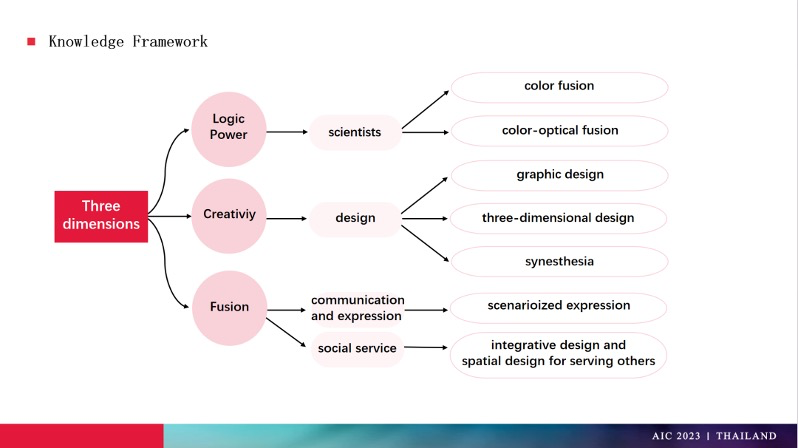 Knowledge Framework
Three
dimensions
Logic
Power
scientists
color fusion
color-optical fusion
Creativiy
design
graphic design
three-dimensional design
synesthesia
Fusion
communication
and expression
scenarioized expression
social service
integrative design and
spatial design for serving others
AIC 2023 | THAILAND